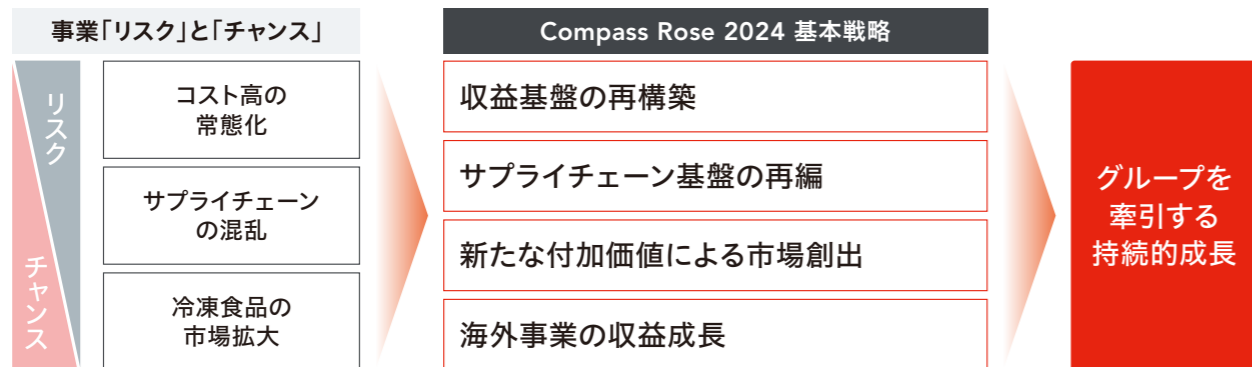 事業「リスク」と「チャンス」
リスク
チャンス
コスト高の
常態化
サプライチェーン
の混乱
冷凍食品の
市場拡大
Compass Rose 2024 基本戦略
収益基盤の再構築
サプライチェーン基盤の再編
新たな付加価値による市場創出
海外事業の収益成長
グループを
牽引する
持続的成長